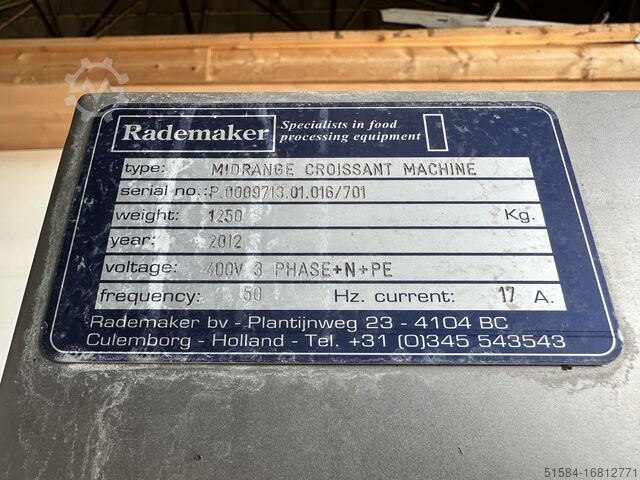 Rademaker
Specialists in food
processing equipment
type: MIDRANGE CROISSANT MACHINE
serial no.: P.0009713.01.016/701
weight: 1250 Kg.
year: 2012
voltage: 400V 3 PHASE+N+PE
frequency: 50 Hz. current: 17 A.
Rademaker bv - Plantijnweg 23 - 4104 BC
Culemborg - Holland - Tel. +31 (0)345 543543
51584-16812771